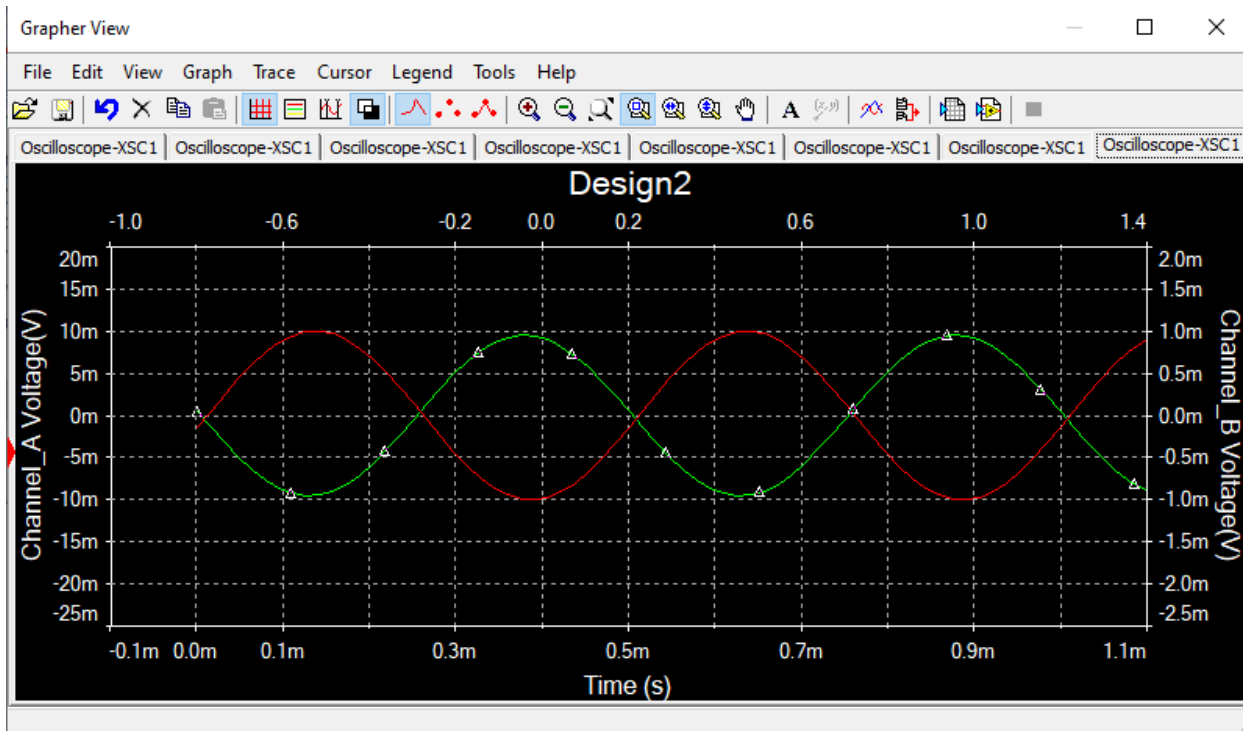 Grapher View
File Edit View Graph Trace Cursor Legend Tools Help
A (x,y)
Oscilloscope-XSC1 Oscilloscope-XSC1 Oscilloscope-XSC1 Oscilloscope-XSC1 Oscilloscope-XSC1 Oscilloscope-XSC1 Oscilloscope-XSC1 Oscilloscope-XSC1
Design2
-1.0 -0.6 -0.2 0.0 0.2 0.6 1.0 1.4
Channel_A Voltage(V)
20m
15m
10m
5m
0m
-5m
-10m
-15m
-20m
-25m
2.0m
1.5m
1.0m
0.5m
0.0m
-0.5m
-1.0m
-1.5m
-2.0m
-2.5m
Channel_B Voltage(V)
-0.1m 0.0m 0.1m 0.3m 0.5m 0.7m 0.9m 1.1m
Time (s)